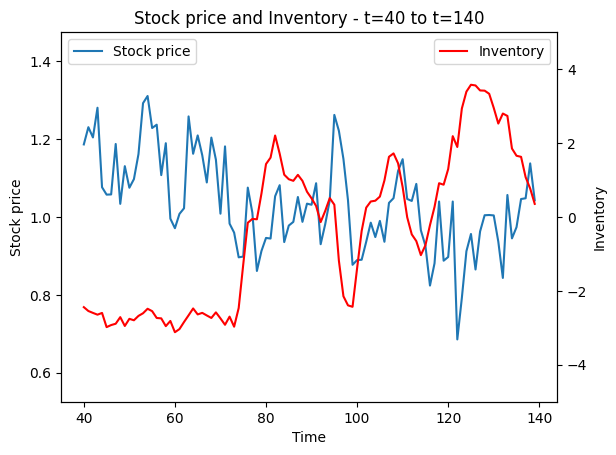 Stock price and Inventory - t=40 to t=140
Stock price
Inventory
1.4
1.2
1.0
0.8
0.6
4
2
0
−2
−4
Stock price
Inventory
40
60
80
100
120
140
Time